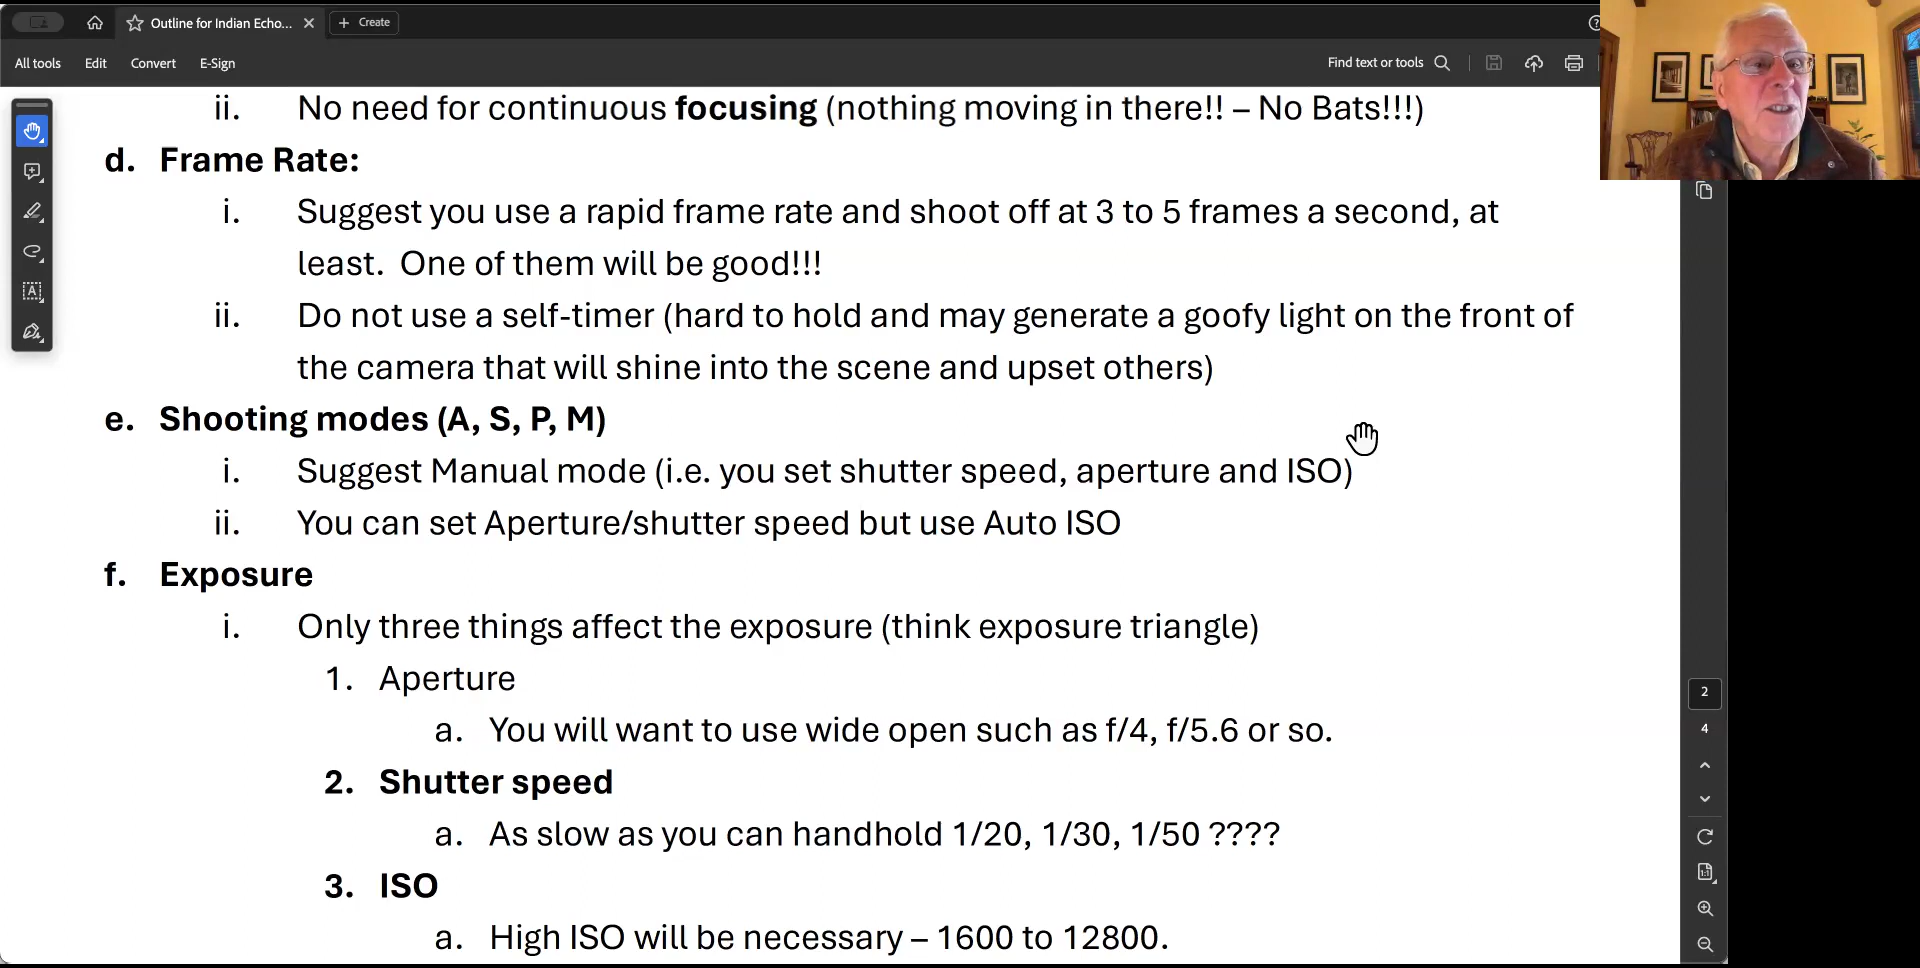 Outline for Indian Echo...
Create
All tools
Edit
Convert
E-Sign
Find text or tools
ii. No need for continuous focusing (nothing moving in there!! – No Bats!!!)
d. Frame Rate:
i. Suggest you use a rapid frame rate and shoot off at 3 to 5 frames a second, at
least.  One of them will be good!!!
ii. Do not use a self-timer (hard to hold and may generate a goofy light on the front of
the camera that will shine into the scene and upset others)
e. Shooting modes (A, S, P, M)
i. Suggest Manual mode (i.e. you set shutter speed, aperture and ISO)
ii. You can set Aperture/shutter speed but use Auto ISO
f. Exposure
i. Only three things affect the exposure (think exposure triangle)
1. Aperture
a. You will want to use wide open such as f/4, f/5.6 or so.
2. Shutter speed
a. As slow as you can handhold 1/20, 1/30, 1/50 ????
3. ISO
a. High ISO will be necessary – 1600 to 12800.
2
4